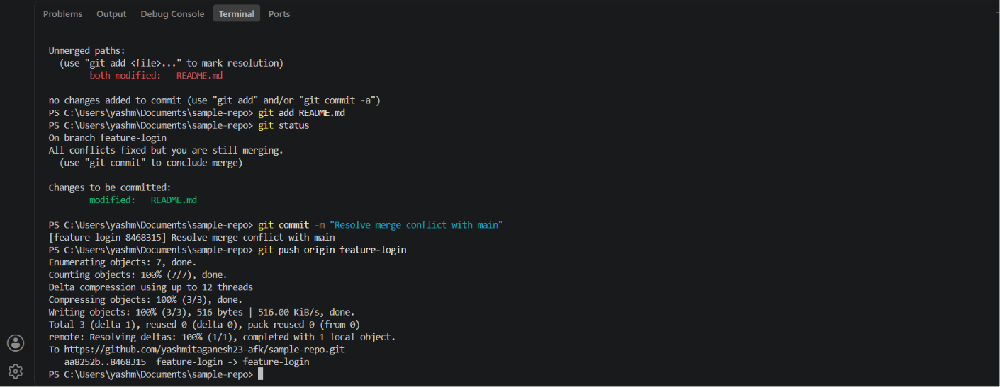 Problems Output Debug Console Terminal Ports
Unmerged paths:
  (use "git add <file>..." to mark resolution)
        both modified:   README.md
no changes added to commit (use "git add" and/or "git commit -a")
PS C:\Users\yashm\Documents\sample-repo> git add README.md
PS C:\Users\yashm\Documents\sample-repo> git status
On branch feature-login
All conflicts fixed but you are still merging.
  (use "git commit" to conclude merge)
Changes to be committed:
        modified:   README.md
PS C:\Users\yashm\Documents\sample-repo> git commit -m "Resolve merge conflict with main"
[feature-login 8468315] Resolve merge conflict with main
PS C:\Users\yashm\Documents\sample-repo> git push origin feature-login
Enumerating objects: 7, done.
Counting objects: 100% (7/7), done.
Delta compression using up to 12 threads
Compressing objects: 100% (3/3), done.
Writing objects: 100% (3/3), 516 bytes | 516.00 KiB/s, done.
Total 3 (delta 1), reused 0 (delta 0), pack-reused 0 (from 0)
remote: Resolving deltas: 100% (1/1), completed with 1 local object.
To https://github.com/yashmitaganesh23-afk/sample-repo.git
   aa8252b..8468315  feature-login -> feature-login
PS C:\Users\yashm\Documents\sample-repo>